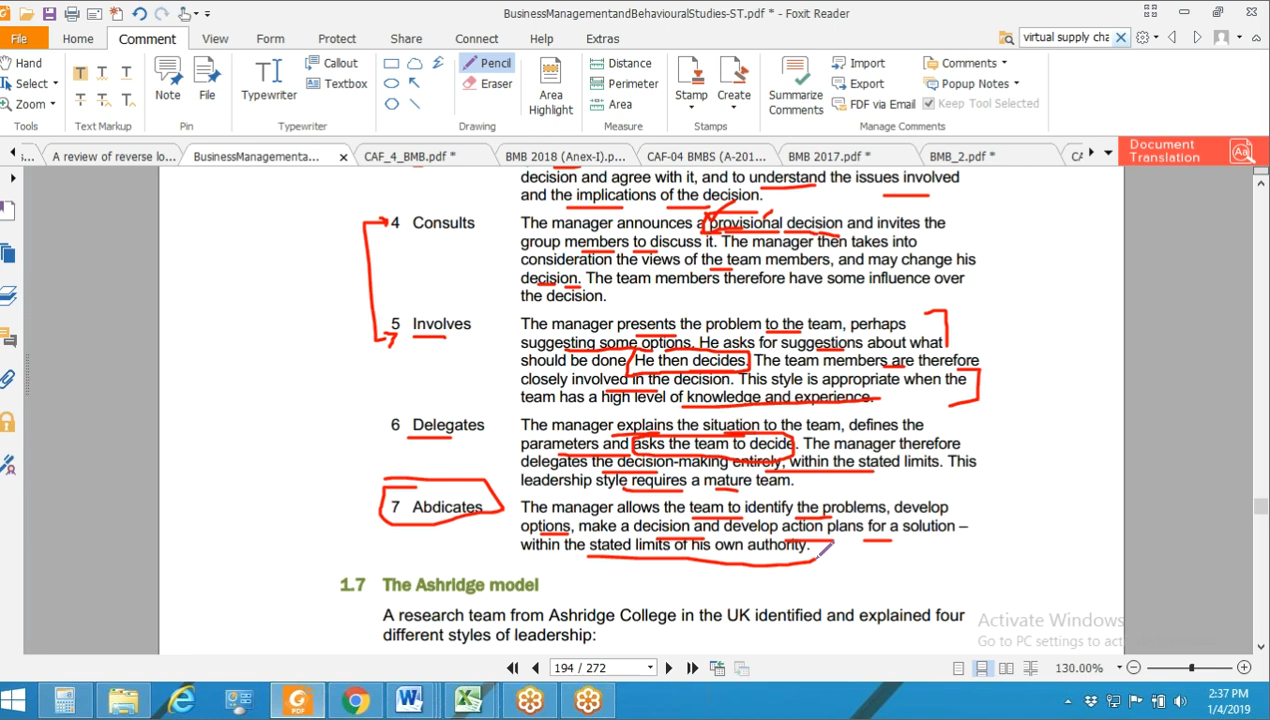 BusinessManagementandBehaviouralStudies-ST.pdf * - Foxit Reader
File Home Comment View Form Protect Share Connect Help Extras
virtual supply cha
Hand
Select
Zoom
Tools
Text Markup
Note
File
Pin
Typewriter
Callout
Textbox
Typewriter
Pencil
Eraser
Drawing
Area Highlight
Distance
Perimeter
Area
Measure
Stamp
Create
Stamps
Summarize Comments
Import
Export
FDF via Email
Comments
Popup Notes
Keep Tool Selected
Manage Comments
s... A review of reverse lo... BusinessManagementa... CAF_4_BMB.pdf * BMB 2018 (Anex-I).p... CAF-04 BMBS (A-201... BMB 2017.pdf * BMB_2.pdf * CA
Document Translation
decision and agree with it, and to understand the issues involved
and the implications of the decision.
4 Consults The manager announces a provisional decision and invites the
group members to discuss it. The manager then takes into
consideration the views of the team members, and may change his
decision. The team members therefore have some influence over
the decision.
5 Involves The manager presents the problem to the team, perhaps
suggesting some options. He asks for suggestions about what
should be done. He then decides. The team members are therefore
closely involved in the decision. This style is appropriate when the
team has a high level of knowledge and experience.
6 Delegates The manager explains the situation to the team, defines the
parameters and asks the team to decide. The manager therefore
delegates the decision-making entirely, within the stated limits. This
leadership style requires a mature team.
7 Abdicates The manager allows the team to identify the problems, develop
options, make a decision and develop action plans for a solution –
within the stated limits of his own authority.
1.7 The Ashridge model
A research team from Ashridge College in the UK identified and explained four
different styles of leadership:
Activate Windows
Go to PC settings to act
194 / 272
130.00%
2:37 PM
1/4/2019